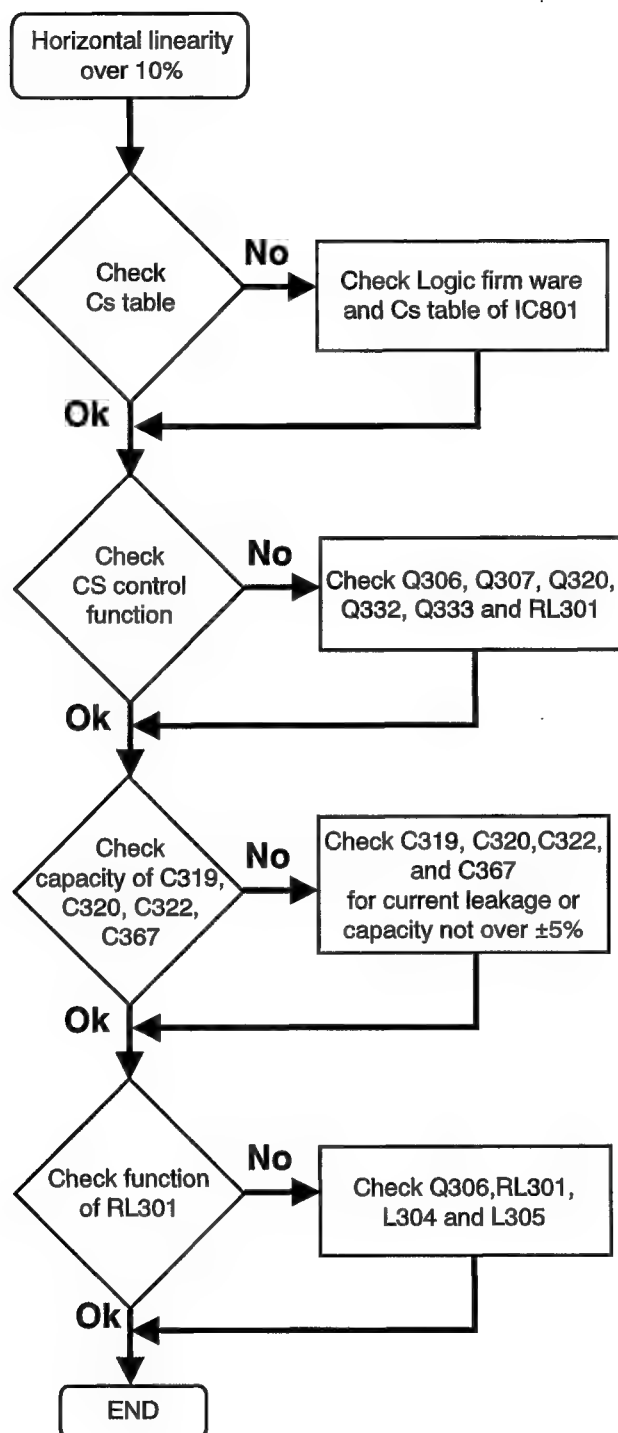 Horizontal linearity
over 10%
Check
Cs table
No
Check Logic firm ware
and Cs table of IC801
Ok
Check
CS control
function
No
Check Q306, Q307, Q320,
Q332, Q333 and RL301
Ok
Check
capacity of C319,
C320, C322,
C367
No
Check C319, C320,C322,
and C367
for current leakage or
capacity not over ±5%
Ok
Check function
of RL301
No
Check Q306,RL301,
L304 and L305
Ok
END